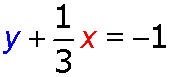 y + 1/3 x = -1